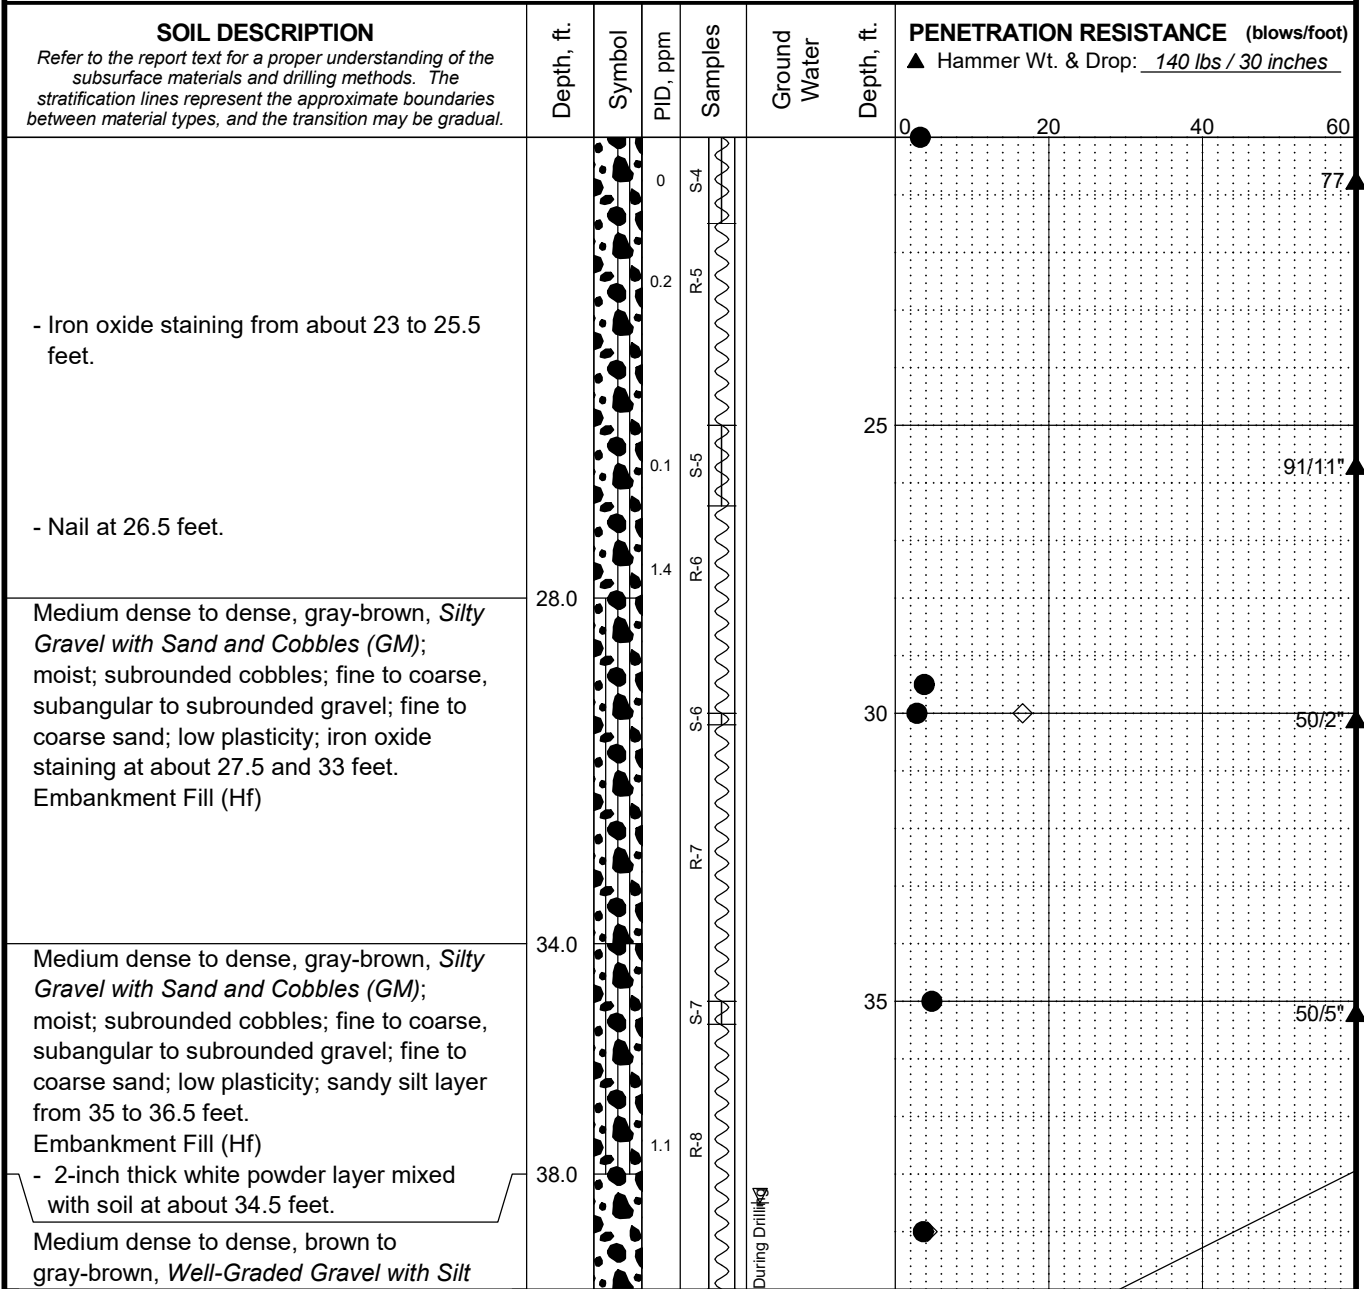 SOIL DESCRIPTION
Refer to the report text for a proper understanding of the
subsurface materials and drilling methods. The
stratification lines represent the approximate boundaries
between material types, and the transition may be gradual.
Depth, ft.
Symbol
PID, ppm
Samples
Ground
Water
Depth, ft.
PENETRATION RESISTANCE (blows/foot)
▲ Hammer Wt. & Drop: 140 lbs / 30 inches
0 20 40 60
0 S-4 77
0.2 R-5
- Iron oxide staining from about 23 to 25.5
feet.
25
0.1 S-5 91/11"
- Nail at 26.5 feet.
1.4 R-6
28.0
Medium dense to dense, gray-brown, Silty
Gravel with Sand and Cobbles (GM);
moist; subrounded cobbles; fine to coarse,
subangular to subrounded gravel; fine to
coarse sand; low plasticity; iron oxide
staining at about 27.5 and 33 feet.
Embankment Fill (Hf)
S-6 30 50/2"
R-7
34.0
Medium dense to dense, gray-brown, Silty
Gravel with Sand and Cobbles (GM);
moist; subrounded cobbles; fine to coarse,
subangular to subrounded gravel; fine to
coarse sand; low plasticity; sandy silt layer
from 35 to 36.5 feet.
Embankment Fill (Hf)
S-7 35 50/5"
1.1 R-8
38.0
- 2-inch thick white powder layer mixed
with soil at about 34.5 feet.
During Drilling
Medium dense to dense, brown to
gray-brown, Well-Graded Gravel with Silt